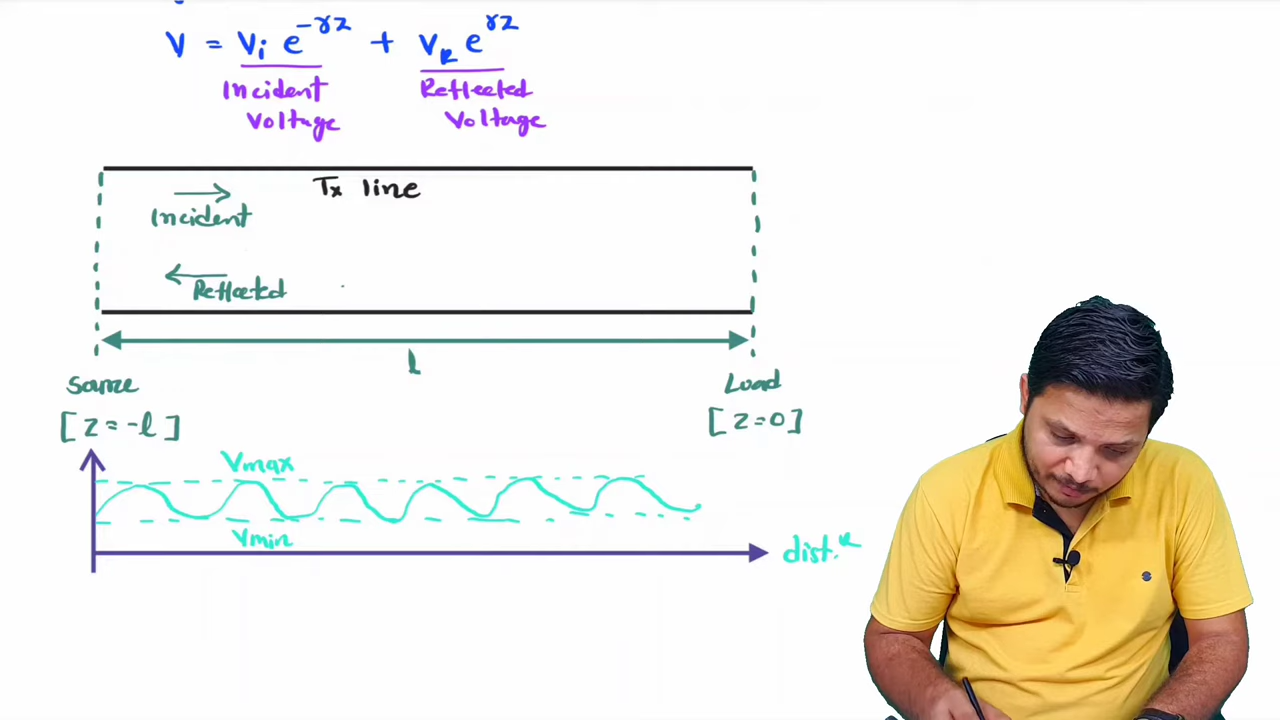 V = Vi e^-γz + VR e^γz
Incident Voltage
Reflected Voltage
Tx line
Incident
Reflected
l
Source
[z=-l]
Load
[z=0]
Vmax
Vmin
dist.